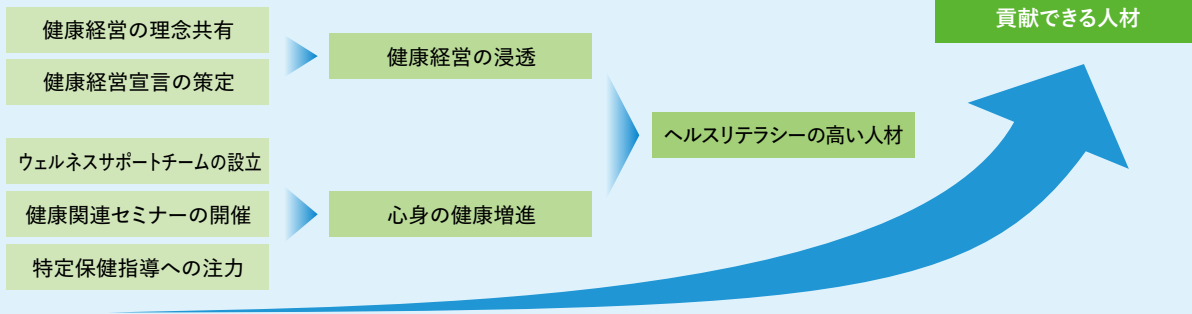 貢献できる人材
健康経営の理念共有
健康経営の浸透
健康経営宣言の策定
ヘルスリテラシーの高い人材
ウェルネスサポートチームの設立
健康関連セミナーの開催
心身の健康増進
特定保健指導への注力